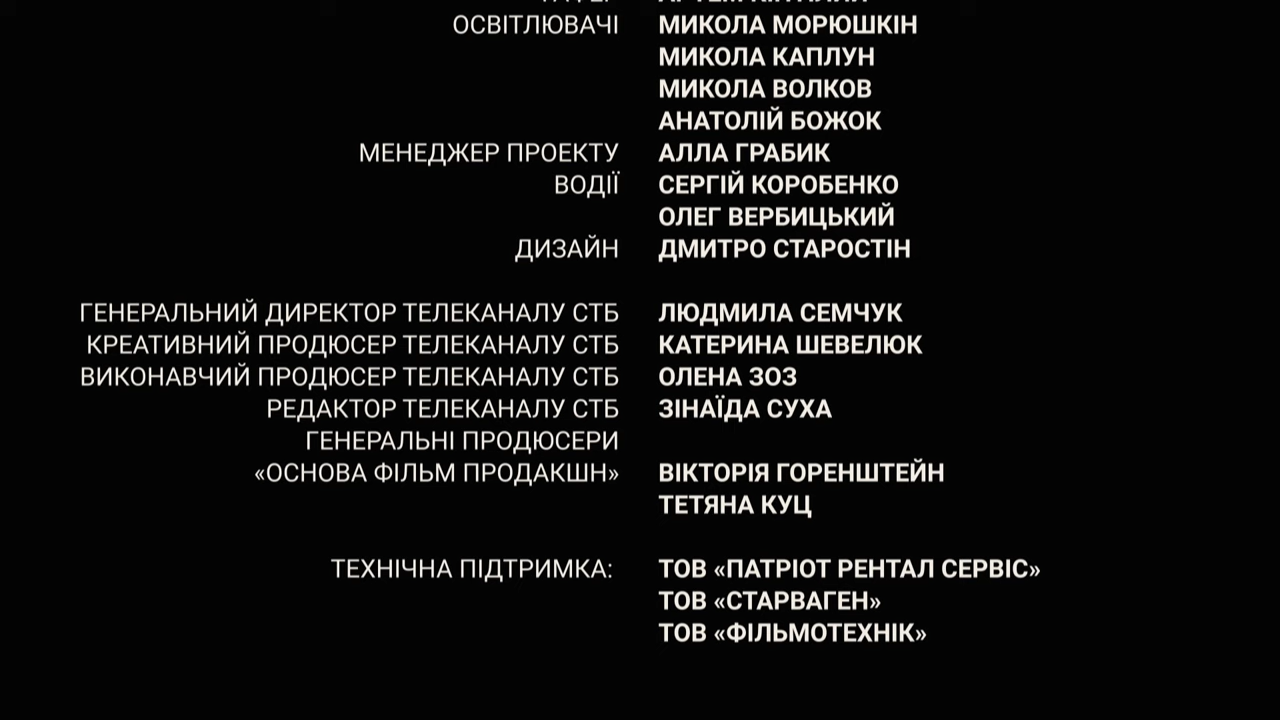 ОСВІТЛЮВАЧІ МИКОЛА МОРЮШКІН
МИКОЛА КАПЛУН
МИКОЛА ВОЛКОВ
АНАТОЛІЙ БОЖОК
МЕНЕДЖЕР ПРОЕКТУ АЛЛА ГРАБИК
ВОДІЇ СЕРГІЙ КОРОБЕНКО
ОЛЕГ ВЕРБИЦЬКИЙ
ДИЗАЙН ДМИТРО СТАРОСТІН
ГЕНЕРАЛЬНИЙ ДИРЕКТОР ТЕЛЕКАНАЛУ СТБ ЛЮДМИЛА СЕМЧУК
КРЕАТИВНИЙ ПРОДЮСЕР ТЕЛЕКАНАЛУ СТБ КАТЕРИНА ШЕВЕЛЮК
ВИКОНАВЧИЙ ПРОДЮСЕР ТЕЛЕКАНАЛУ СТБ ОЛЕНА ЗОЗ
РЕДАКТОР ТЕЛЕКАНАЛУ СТБ ЗІНАЇДА СУХА
ГЕНЕРАЛЬНІ ПРОДЮСЕРИ
«ОСНОВА ФІЛЬМ ПРОДАКШН» ВІКТОРІЯ ГОРЕНШТЕЙН
ТЕТЯНА КУЦ
ТЕХНІЧНА ПІДТРИМКА: ТОВ «ПАТРІОТ РЕНТАЛ СЕРВІС»
ТОВ «СТАРВАГЕН»
ТОВ «ФІЛЬМОТЕХНІК»